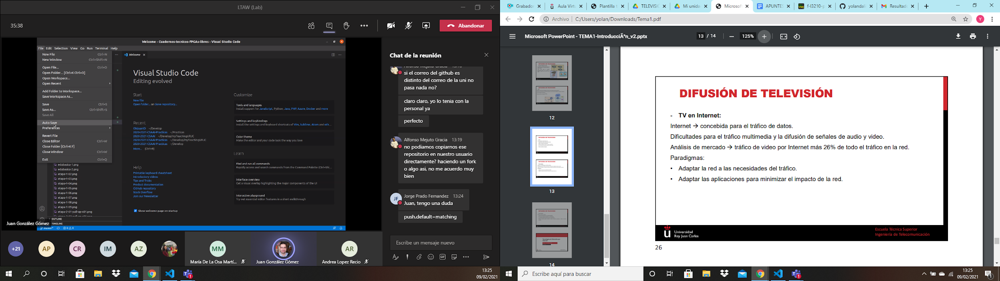 LTAW (Lab)
35:38
Abandonar
Welcome - Cuadernos-tecnicos-FPGAs-libres - Visual Studio Code
File Edit Selection View Go Run Terminal Help
New File Ctrl+N
New Window Ctrl+Shift+N
Open File... Ctrl+O
Open Folder... [Ctrl+K Ctrl+O]
Open Workspace...
Open Recent
Add Folder to Workspace...
Save Workspace As...
Save Ctrl+S
Save As... Ctrl+Shift+S
Save All
Auto Save
Preferences
Revert File
Close Editor Ctrl+W
Close Folder [Ctrl+K F]
Close Window Ctrl+W
Exit Ctrl+Q
edubasica-1.png
edubasica-2.png
etapa-1-02.png
etapa-1-03.png
etapa-1-04.png
etapa-1-05.png
etapa-1-06.png
etapa-1-07.png
etapa-1-08.png
etapa-1-09.png
etapa-2-01-pull-up-x01.png
OUTLINE
TIMELINE
master*
0 0
Welcome
Visual Studio Code
Editing evolved
Start
New file
Open folder... or clone repository...
Recent
ObijuanID ~/Develop
2020-2021-CSAAI-Practicas ~/Practicas
2020-2021-CSAAI ~/Develop/myTeachingURJC
2020-2021-CSAAI-Practicas ~/Develop/myTeachingURJC
2020-2021-CSAAI-Practicas ~/Develop
More... (Ctrl+R)
Help
Printable keyboard cheatsheet
Introductory videos
Tips and Tricks
Product documentation
GitHub repository
Stack Overflow
Join our Newsletter
Show welcome page on startup
Customize
Tools and languages
Install support for JavaScript, Python, Java, PHP, Azure, Docker and more
Settings and keybindings
Install the settings and keyboard shortcuts of Vim, Sublime, Atom and oth...
Color theme
Make the editor and your code look the way you love
Learn
Find and run all commands
Rapidly access and search commands from the Command Palette (Ctrl+Shi...
Interface overview
Get a visual overlay highlighting the major components of the UI
Interactive playground
Try out essential editor features in a short walkthrough
Juan González Gómez
Chat de la reunión
Alfonso Mejuto Gracia 13:16
si el correo del github es
distinto del correo de la uni no
pasa nada no?
claro claro, yo lo tenia con la
personal ya
perfecto
Alfonso Mejuto Gracia 13:19
no podiamos copiarnos ese
repositorio en nuestro usuario
directamente? haciendo un fork
o algo asi, no me acuerdo muy
bien
JF
Jorge Prado Fernandez 13:24
Juan, tengo una duda
push.default=matching
Escribe un mensaje nuevo
GIF
+21
AP
CR
IM
AZ
MM
María De La Osa Martí...
Juan González Gómez
AR
Andrea Lopez Recio
1
13:25
09/02/2021
Grabador
Aula Virtu
Plantilla t
TELEVISIO
Mi unida
Microsof
APUNTES
f-l3210-p
yolandal
Resultad
Archivo
C:/Users/yolan/Downloads/Tema1.pdf
Y
Microsoft PowerPoint - TEMA1-IntroducciÃ³n_v2.pptx
13 / 14
125%
12
13
14
DIFUSIÓN DE TELEVISIÓN
- TV en Internet:
Internet → concebida para el tráfico de datos.
Dificultades para el tráfico multimedia y la difusión de señales de audio y video.
Análisis de mercado → tráfico de video por Internet más 26% de todo el tráfico en la red.
Paradigmas:
• Adaptar la red a las necesidades del tráfico.
• Adaptar las aplicaciones para minimizar el impacto de la red.
Universidad
Rey Juan Carlos
Escuela Técnica Superior
Ingeniería de Telecomunicación
26
Escribe aquí para buscar
1
13:25
09/02/2021
1